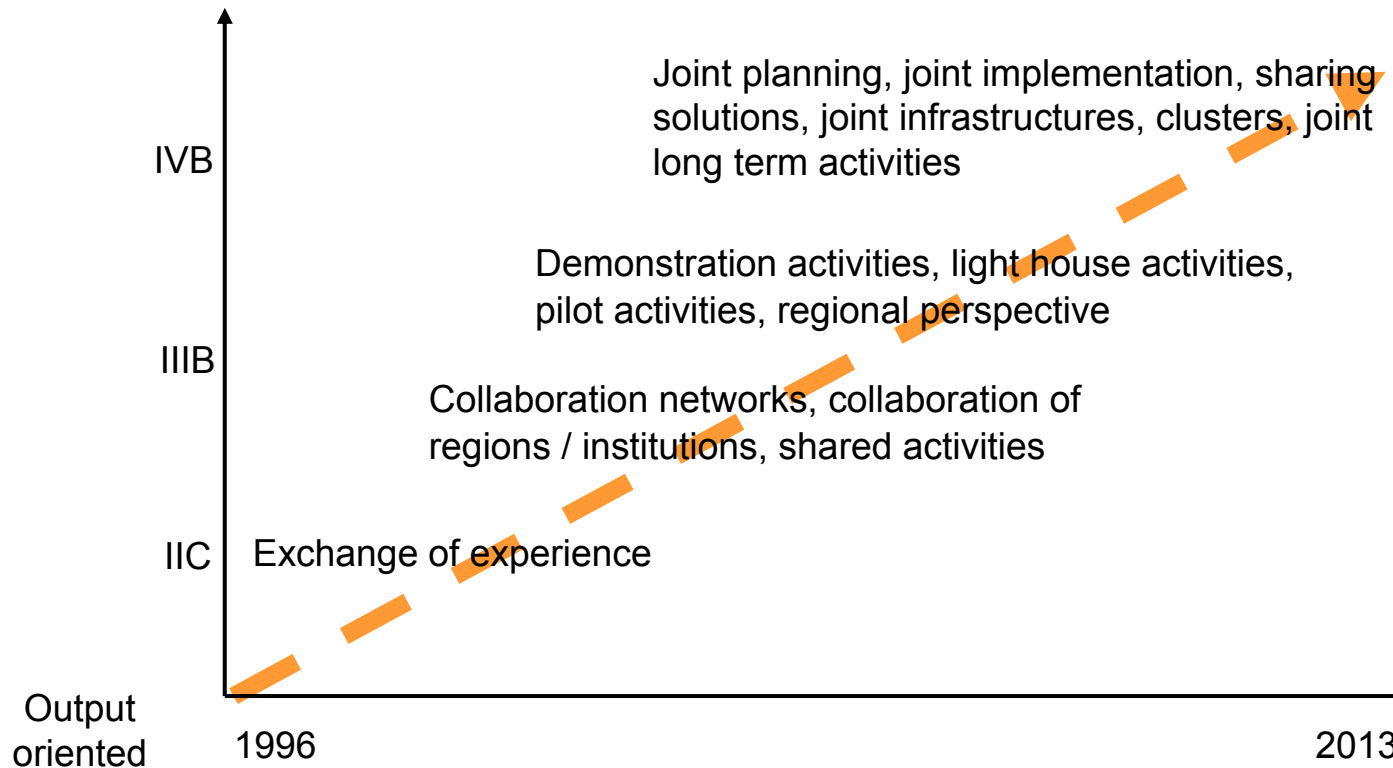 Joint planning, joint implementation, sharing
solutions, joint infrastructures, clusters, joint
long term activities
IVB
Demonstration activities, light house activities,
pilot activities, regional perspective
IIIB
Collaboration networks, collaboration of
regions / institutions, shared activities
IIC
Exchange of experience
Output
oriented
1996
2013